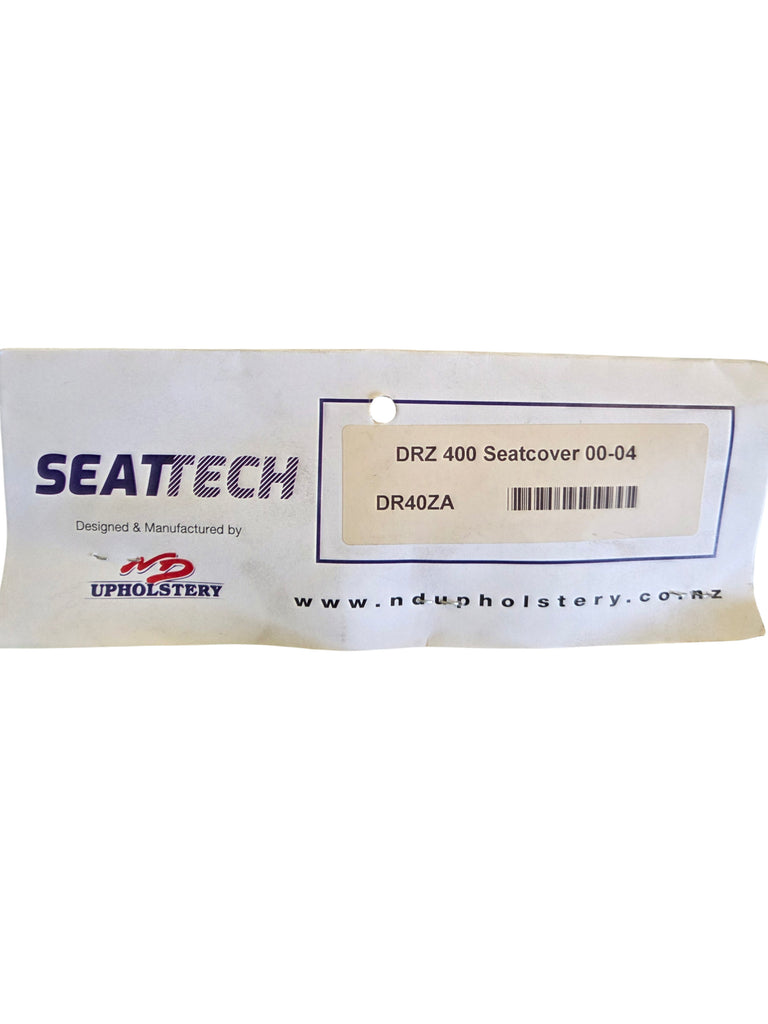 SEATTECH
Designed & Manufactured by
ND
UPHOLSTERY
DRZ 400 Seatcover 00-04
DR40ZA
www.ndupholstery.co.nz